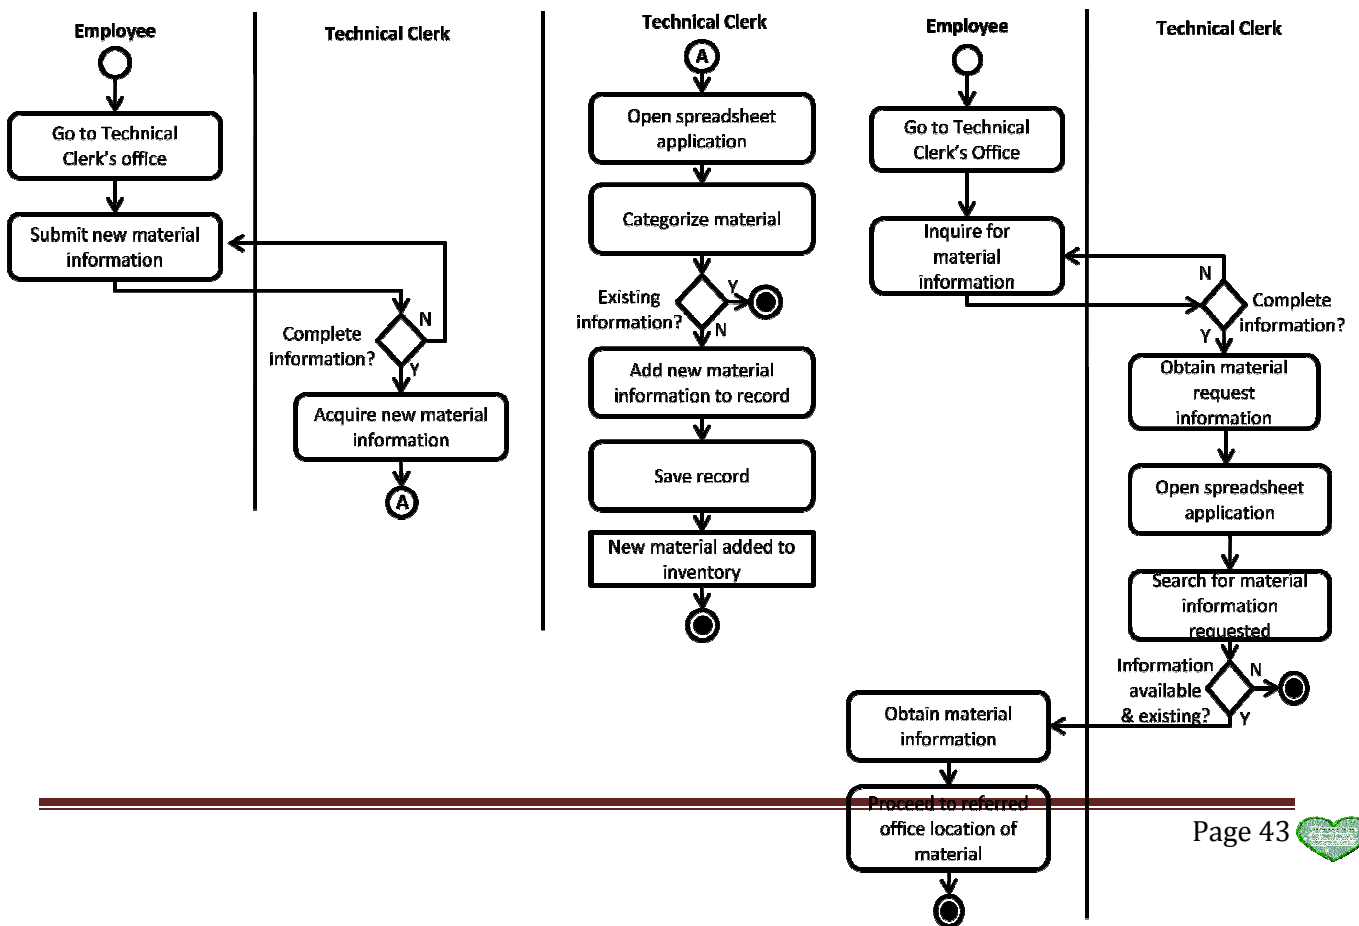 Employee
Go to Technical
Clerk's office
Submit new material
information
Technical Clerk
Complete
information?
N
Y
Acquire new material
information
A
Technical Clerk
A
Open spreadsheet
application
Categorize material
Existing
information?
Y
N
Add new material
information to record
Save record
New material added to
inventory
Employee
Go to Technical
Clerk's Office
Inquire for
material
information
Technical Clerk
N
Complete
information?
Y
Obtain material
request
information
Open spreadsheet
application
Search for material
information
requested
Information
available
& existing?
N
Y
Obtain material
information
Proceed to referred
office location of
material
Page 43